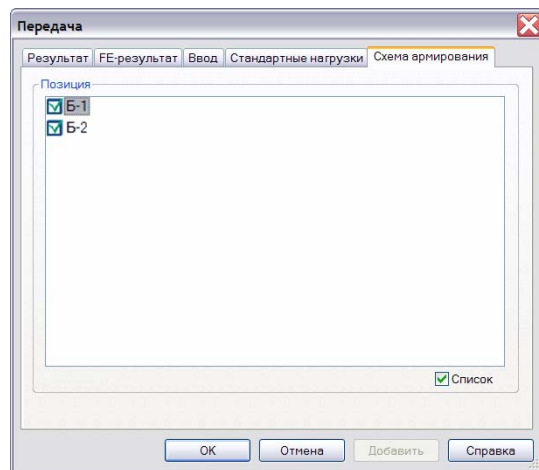 Передача
Результат FE-результат Ввод Стандартные нагрузки Схема армирования
Позиция
Б-1
Б-2
Список
OK Отмена Добавить Справка